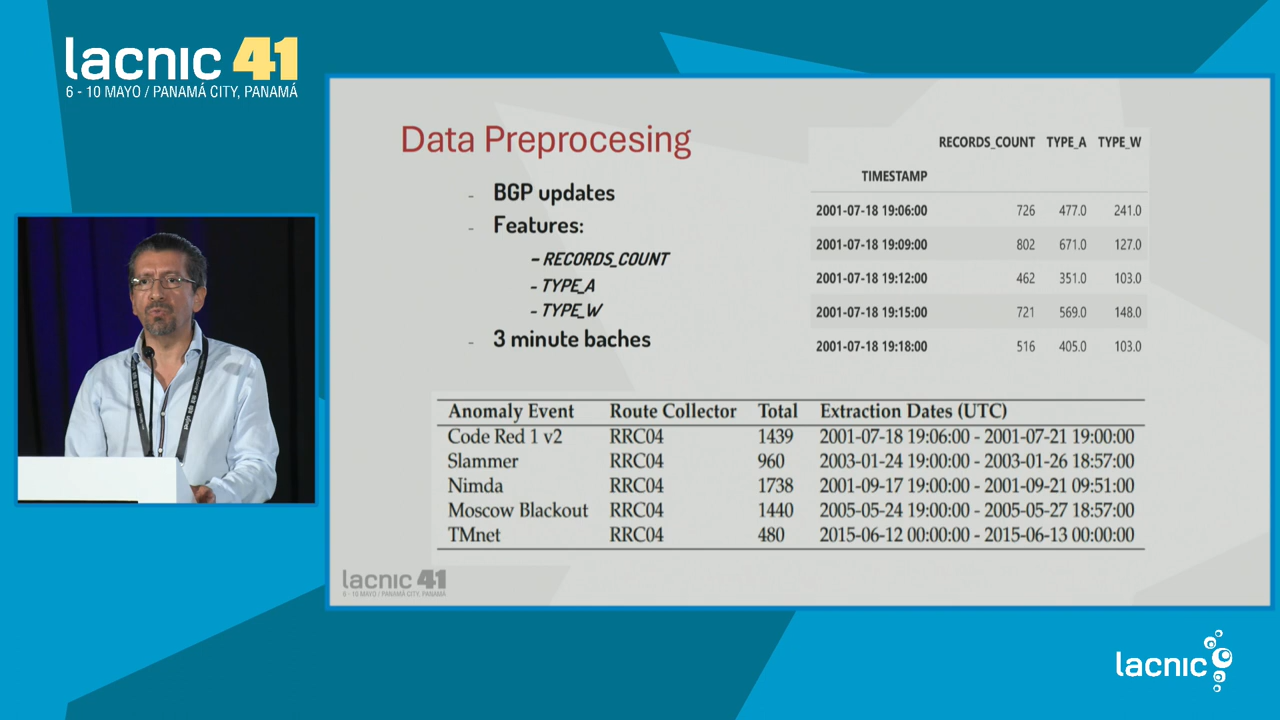 lacnic 41
6 - 10 MAYO / PANAMÁ CITY, PANAMÁ
Data Preprocesing
- BGP updates
- Features:
- RECORDS_COUNT
- TYPE_A
- TYPE_W
- 3 minute baches
RECORDS_COUNT TYPE_A TYPE_W
TIMESTAMP
2001-07-18 19:06:00 726 477.0 241.0
2001-07-18 19:09:00 802 671.0 127.0
2001-07-18 19:12:00 462 351.0 103.0
2001-07-18 19:15:00 721 569.0 148.0
2001-07-18 19:18:00 516 405.0 103.0
Anomaly Event Route Collector Total Extraction Dates (UTC)
Code Red 1 v2 RRC04 1439 2001-07-18 19:06:00 - 2001-07-21 19:00:00
Slammer RRC04 960 2003-01-24 19:00:00 - 2003-01-26 18:57:00
Nimda RRC04 1738 2001-09-17 19:00:00 - 2001-09-21 09:51:00
Moscow Blackout RRC04 1440 2005-05-24 19:00:00 - 2005-05-27 18:57:00
TMnet RRC04 480 2015-06-12 00:00:00 - 2015-06-13 00:00:00
lacnic 41
6 - 10 MAYO / PANAMÁ CITY, PANAMÁ
lacnic